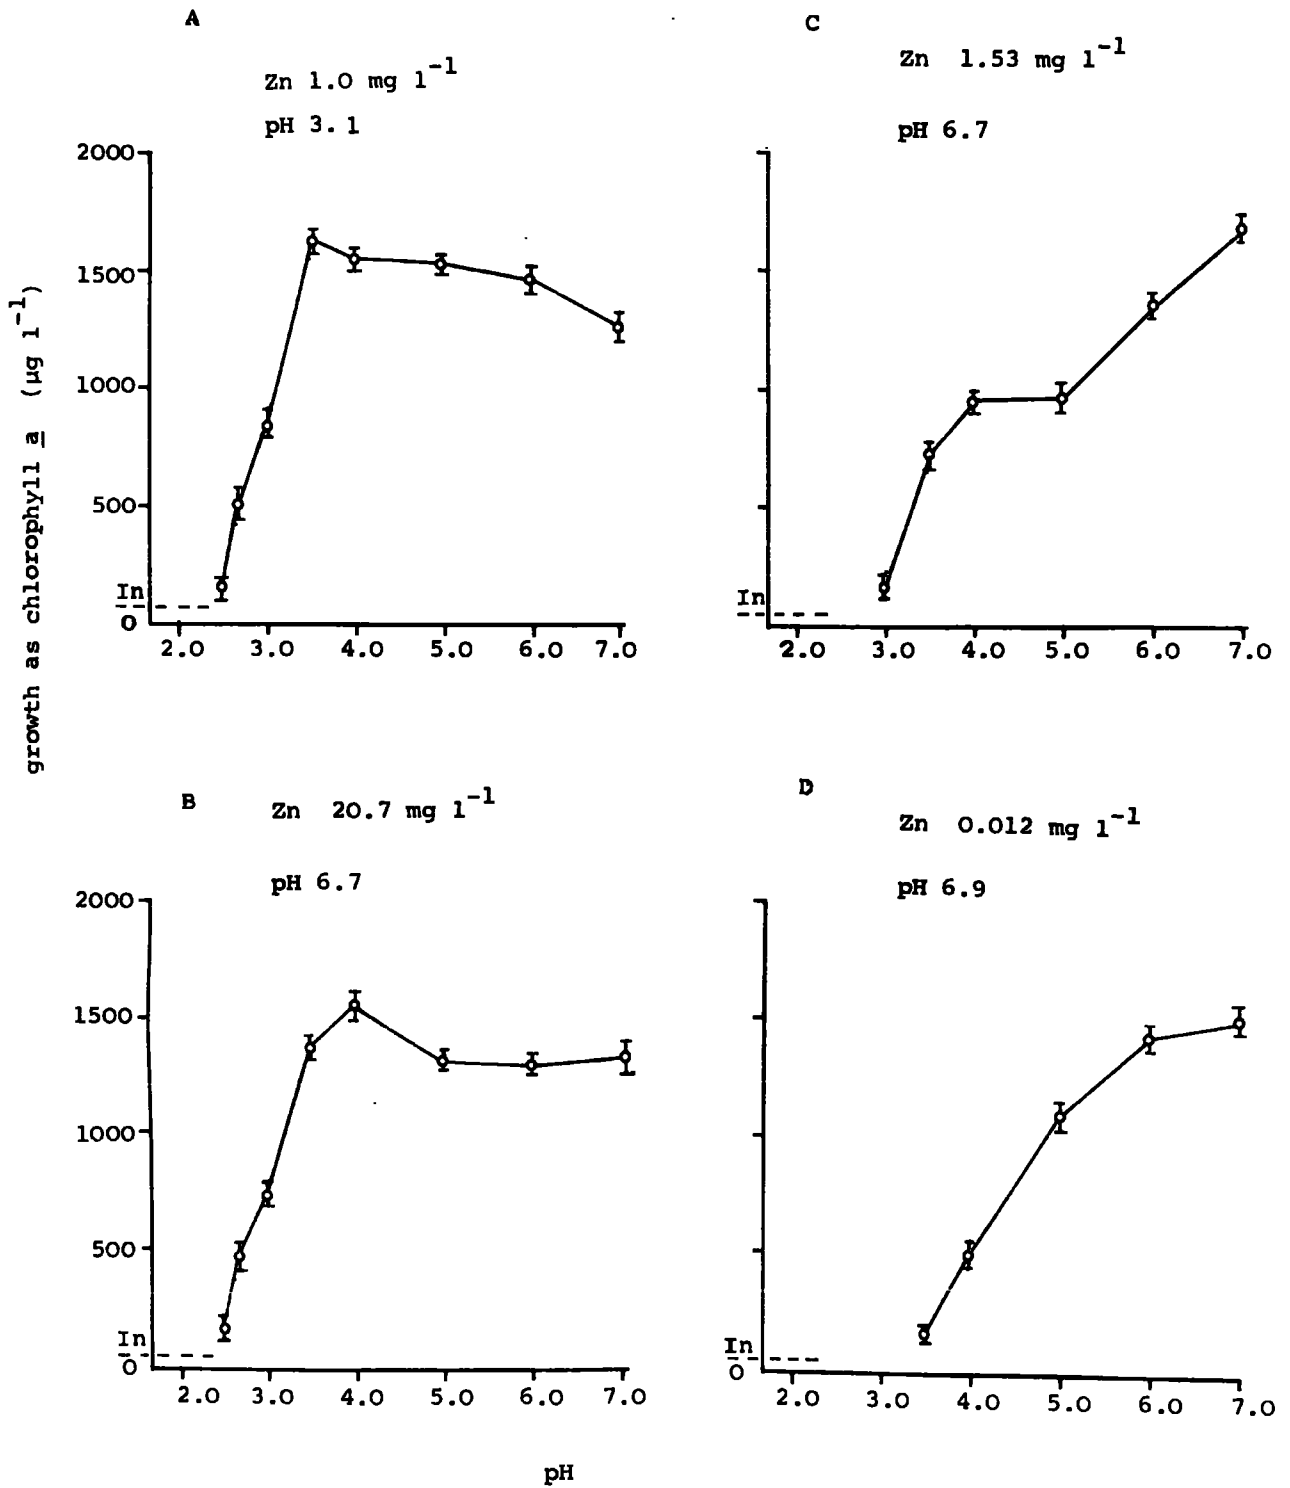 A
Zn 1.0 mg l⁻¹
pH 3.1
2000
1500
1000
500
In
0
2.0 3.0 4.0 5.0 6.0 7.0
C
Zn 1.53 mg l⁻¹
pH 6.7
In
2.0 3.0 4.0 5.0 6.0 7.0
growth as chlorophyll a (µg l⁻¹)
B
Zn 20.7 mg l⁻¹
pH 6.7
2000
1500
1000
500
In
0
2.0 3.0 4.0 5.0 6.0 7.0
D
Zn 0.012 mg l⁻¹
pH 6.9
In
0
2.0 3.0 4.0 5.0 6.0 7.0
pH